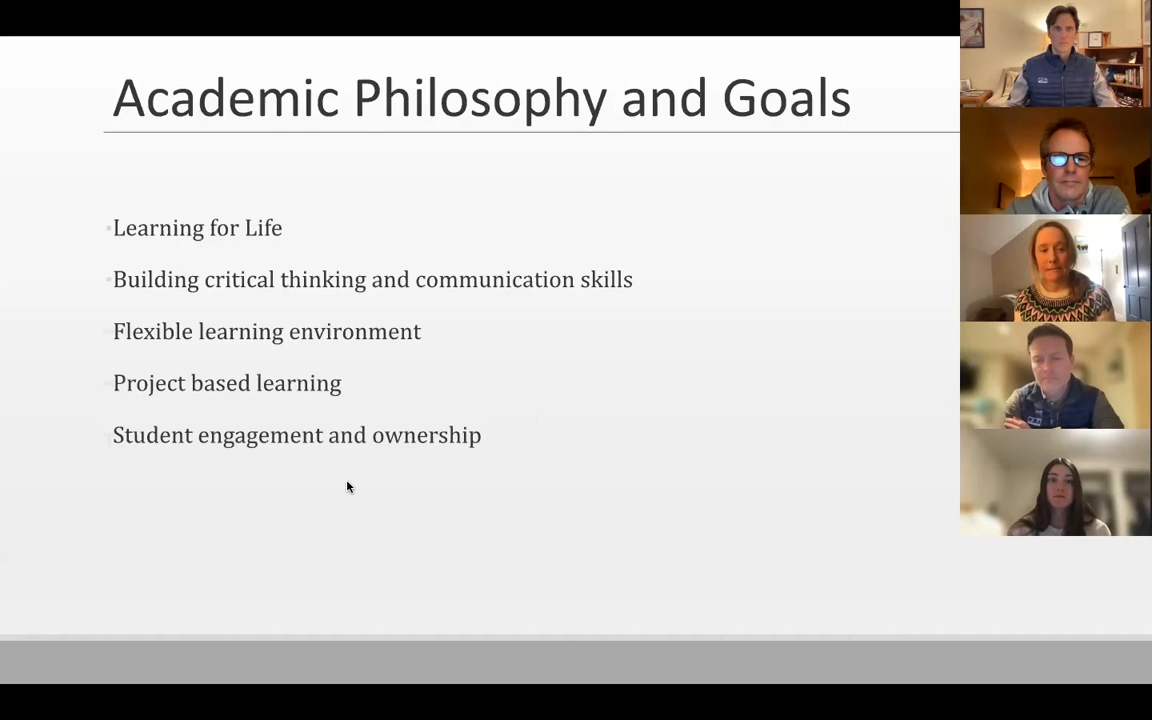 Academic Philosophy and Goals
Learning for Life
Building critical thinking and communication skills
Flexible learning environment
Project based learning
Student engagement and ownership